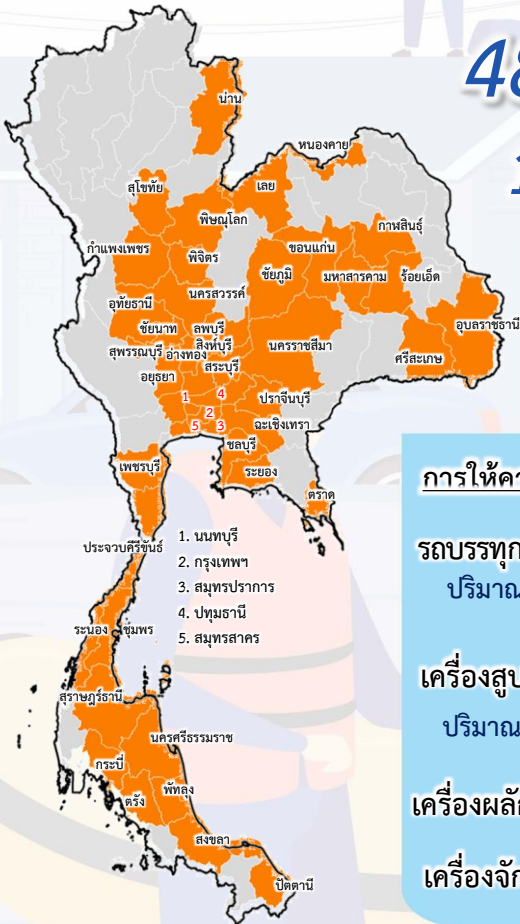 48
น่าน
หนองคาย
เลย
สุโขทัย
พิษณุโลก
กาฬสินธุ์
กำแพงเพชร
ขอนแก่น
พิจิตร
ชัยภูมิ
มหาสารคาม
ร้อยเอ็ด
อุทัยธานี
นครสวรรค์
อุบลราชธานี
ชัยนาท
ลพบุรี
สิงห์บุรี
นครราชสีมา
สุพรรณบุรี
อ่างทอง
ศรีสะเกษ
สระบุรี
อยุธยา
ปราจีนบุรี
1
4
2
5
3
ฉะเชิงเทรา
ชลบุรี
เพชรบุรี
ระยอง
ตราด
ประจวบคีรีขันธ์
1. นนทบุรี
2. กรุงเทพฯ
3. สมุทรปราการ
4. ปทุมธานี
5. สมุทรสาคร
ระนอง
ชุมพร
สุราษฎร์ธานี
นครศรีธรรมราช
กระบี่
พัทลุง
ตรัง
สงขลา
ปัตตานี
การให้คว
รถบรรทุก
ปริมาณ
เครื่องสูบ
ปริมาณ
เครื่องผลัก
เครื่องจัก